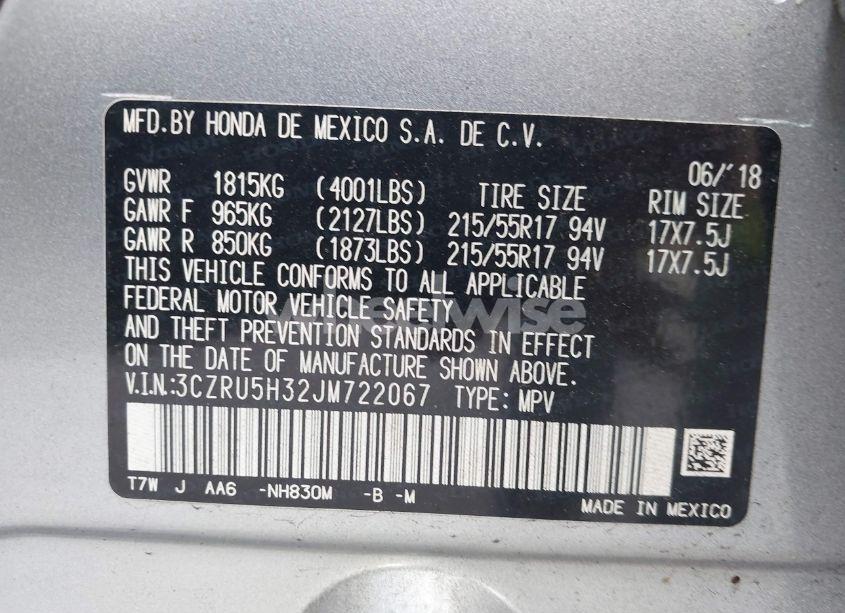 MFD.BY HONDA DE MEXICO S.A. DE C.V.
06/'18
GVWR 1815KG (4001LBS) TIRE SIZE RIM SIZE
GAWR F 965KG (2127LBS) 215/55R17 94V 17X7.5J
GAWR R 850KG (1873LBS) 215/55R17 94V 17X7.5J
THIS VEHICLE CONFORMS TO ALL APPLICABLE
FEDERAL MOTOR VEHICLE SAFETY
AND THEFT PREVENTION STANDARDS IN EFFECT
ON THE DATE OF MANUFACTURE SHOWN ABOVE.
V.I.N.:3CZRU5H32JM722067 TYPE: MPV
T7W J AA6 -NH830M -B -M
MADE IN MEXICO